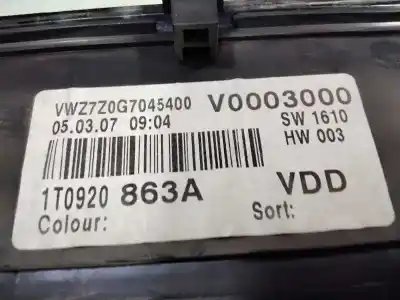 VWZ7Z0G7045400 V0003000
05.03.07 09:04 SW 1610
HW 003
1T0920 863A VDD
Colour: Sort: